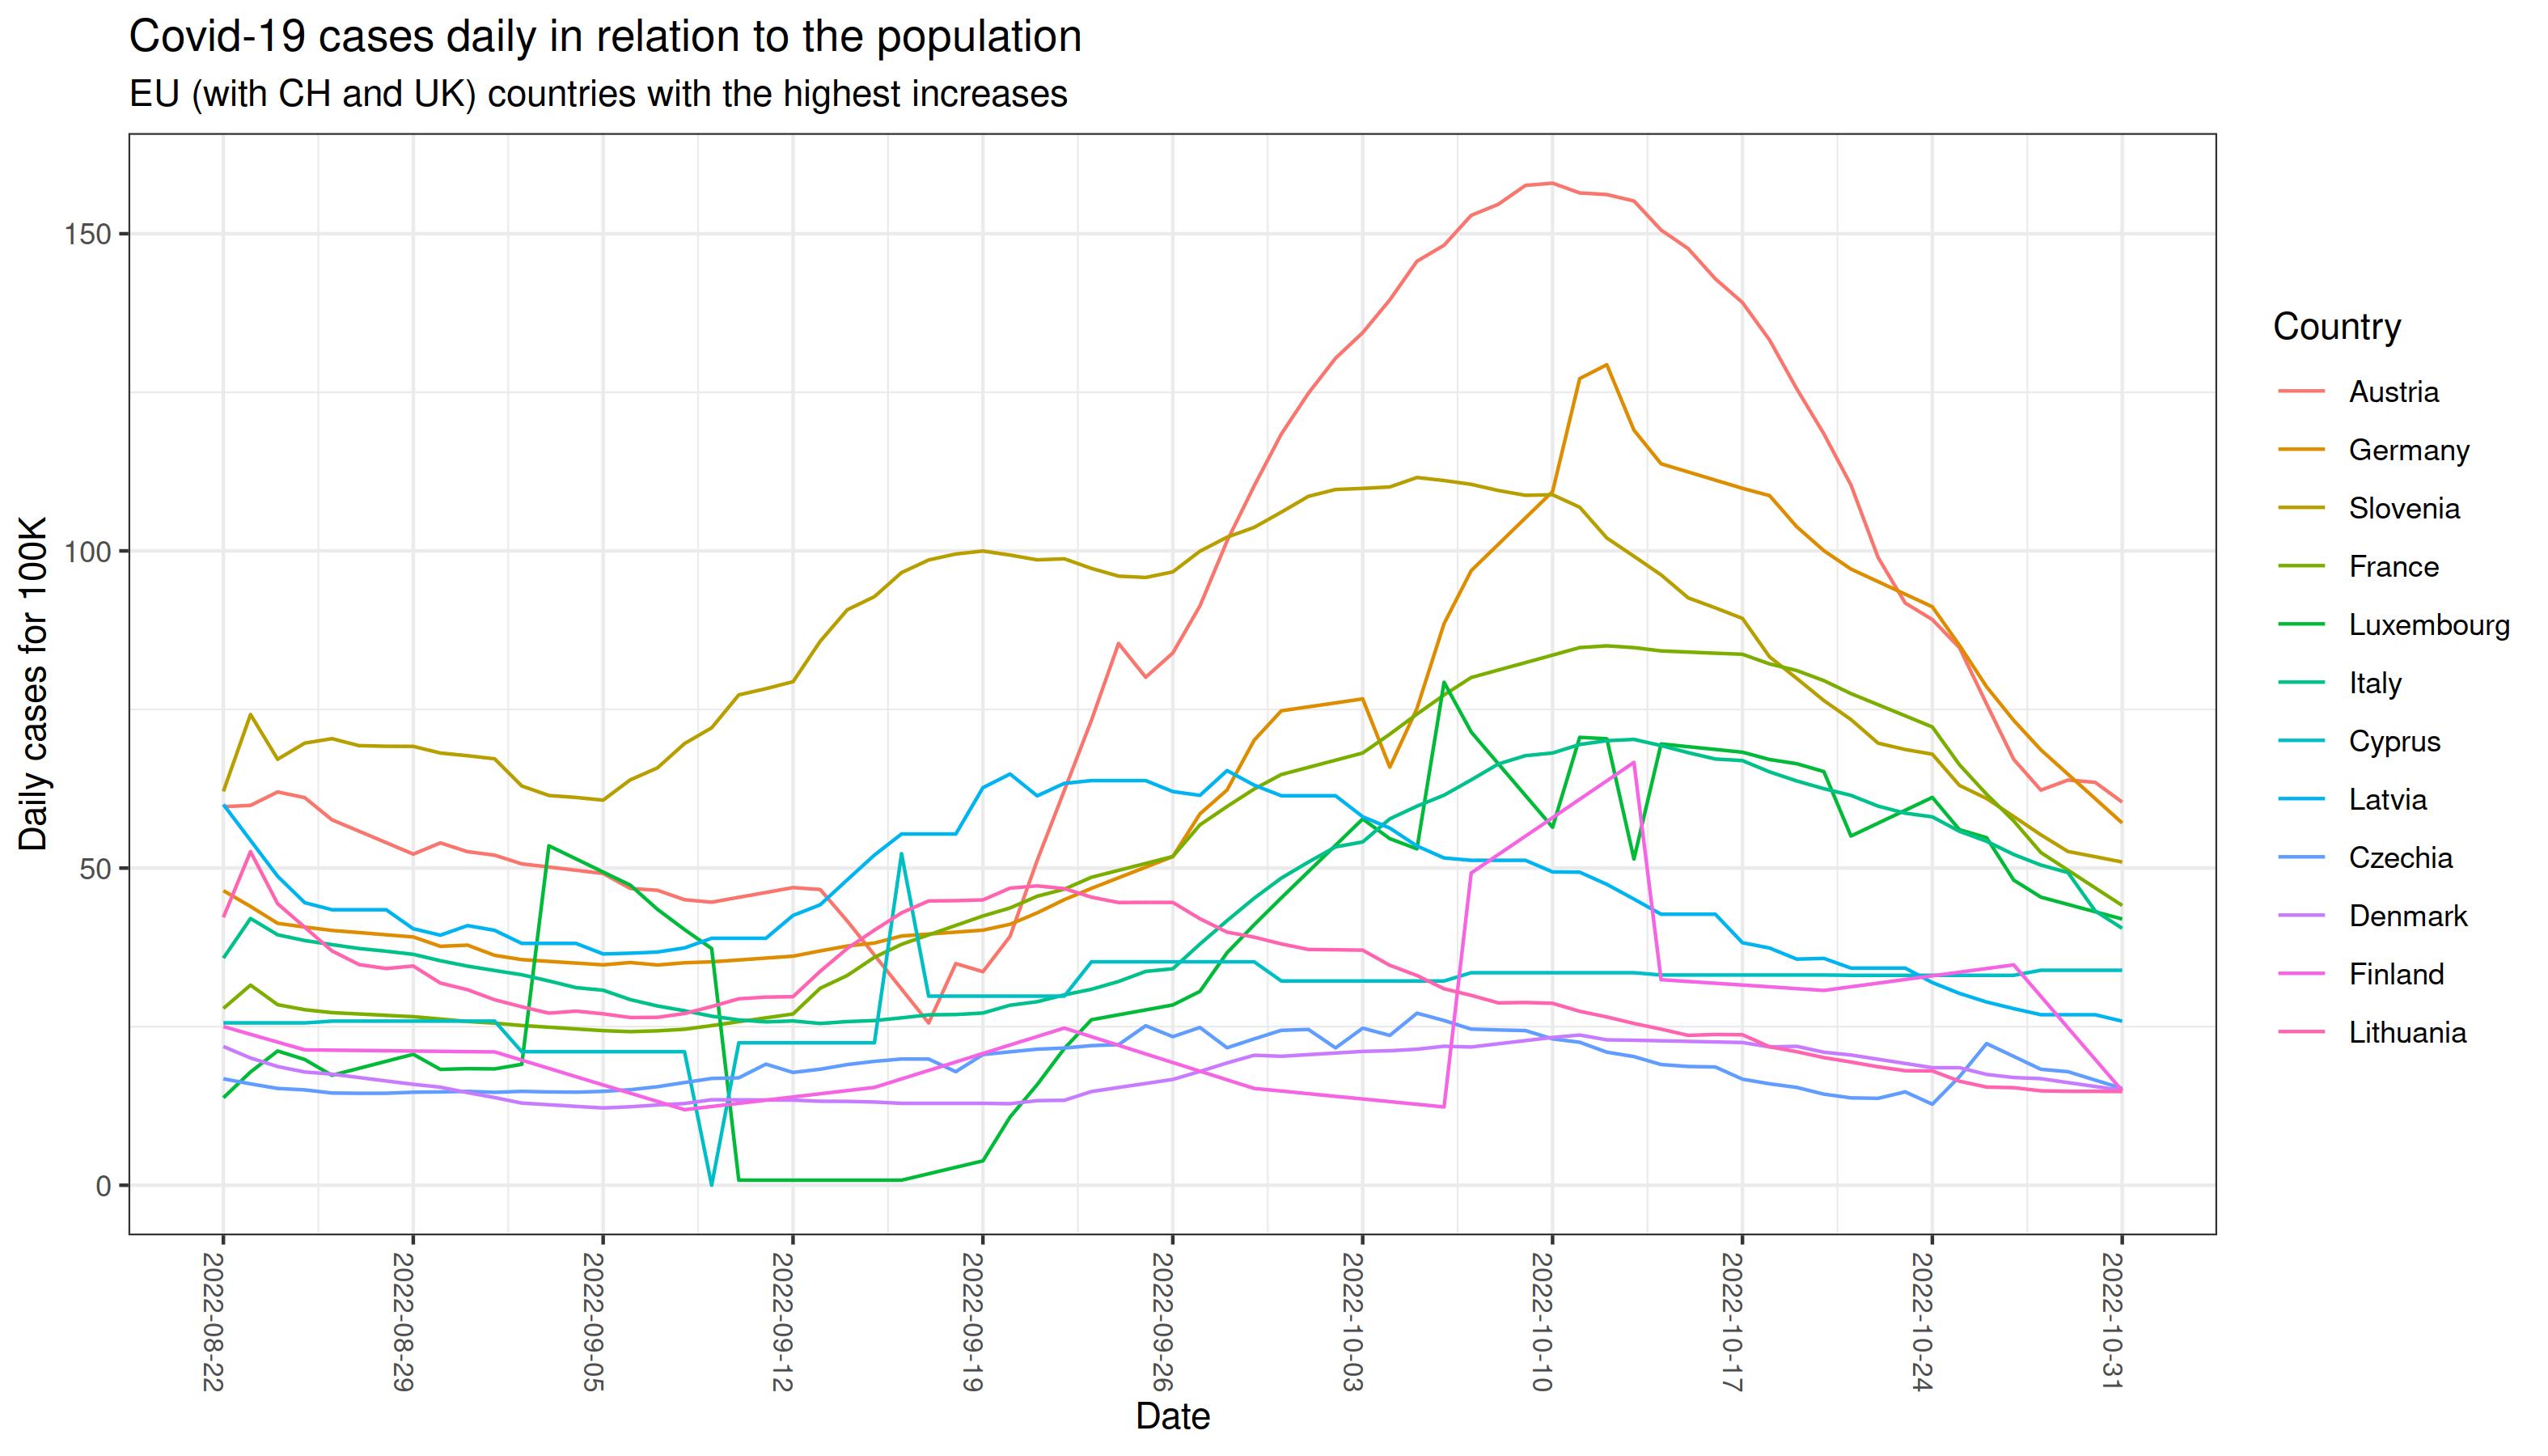 Covid-19 cases daily in relation to the population
EU (with CH and UK) countries with the highest increases
Daily cases for 100K
150
100
50
0
2022-08-22
2022-08-29
2022-09-05
2022-09-12
2022-09-19
2022-09-26
2022-10-03
2022-10-10
2022-10-17
2022-10-24
2022-10-31
Date
Country
Austria
Germany
Slovenia
France
Luxembourg
Italy
Cyprus
Latvia
Czechia
Denmark
Finland
Lithuania